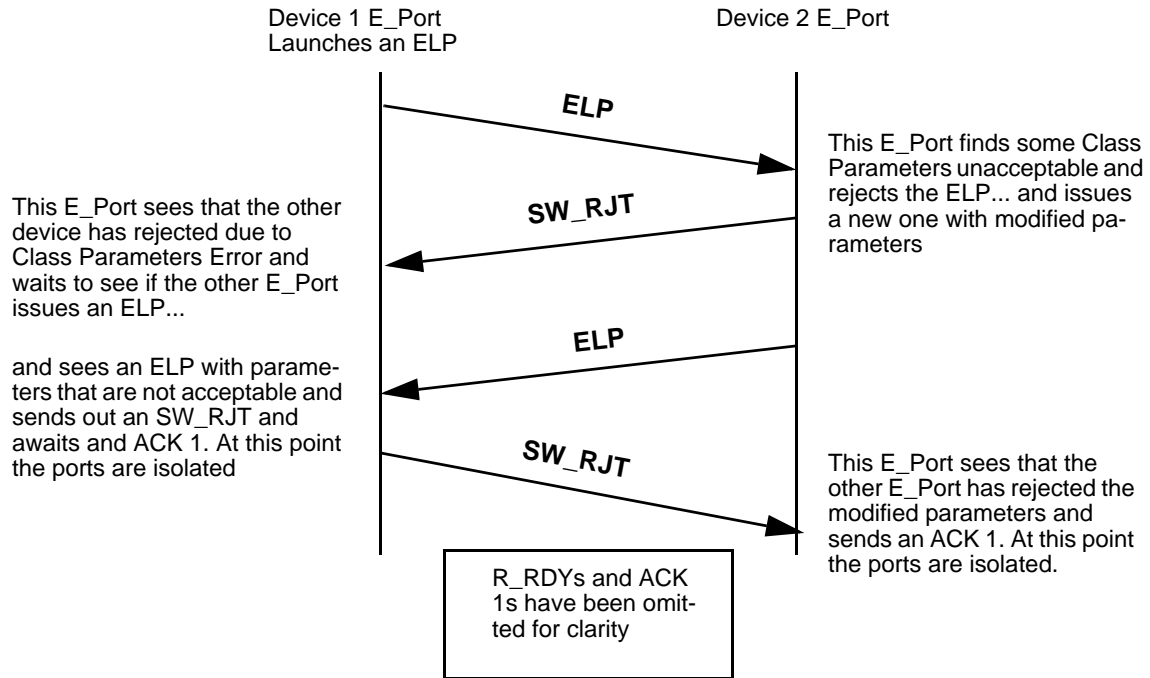 Device 1 E_Port
Launches an ELP
Device 2 E_Port
ELP
This E_Port finds some Class
Parameters unacceptable and
rejects the ELP... and issues
a new one with modified pa-
rameters
SW_RJT
This E_Port sees that the other
device has rejected due to
Class Parameters Error and
waits to see if the other E_Port
issues an ELP...
ELP
and sees an ELP with parame-
ters that are not acceptable and
sends out an SW_RJT and
awaits and ACK 1. At this point
the ports are isolated
SW_RJT
This E_Port sees that the
other E_Port has rejected the
modified parameters and
sends an ACK 1. At this point
the ports are isolated.
R_RDYs and ACK
1s have been omit-
ted for clarity